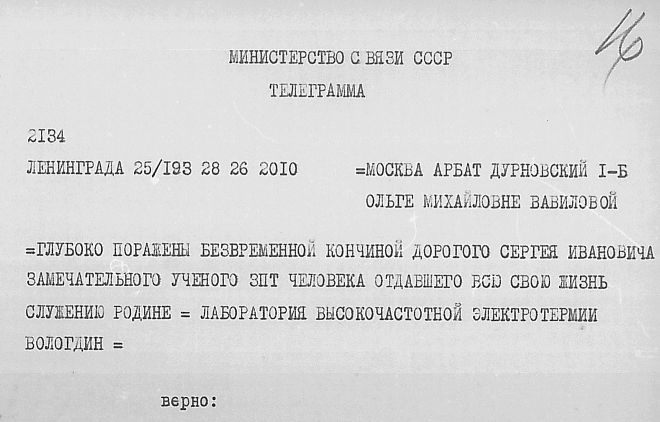 46
МИНИСТЕРСТВО С ВЯЗИ СССР
ТЕЛЕГРАММА
2134
ЛЕНИНГРАДА 25/193 28 26 2010 =МОСКВА АРБАТ ДУРНОВСКИЙ I-Б
ОЛЬГЕ МИХАЙЛОВНЕ ВАВИЛОВОЙ
=ГЛУБОКО ПОРАЖЕНЫ БЕЗВРЕМЕННОЙ КОНЧИНОЙ ДОРОГОГО СЕРГЕЯ ИВАНОВИЧА
ЗАМЕЧАТЕЛЬНОГО УЧЕНОГО ЗПТ ЧЕЛОВЕКА ОТДАВШЕГО ВСЮ СВОЮ ЖИЗНЬ
СЛУЖЕНИЮ РОДИНЕ = ЛАБОРАТОРИЯ ВЫСОКОЧАСТОТНОЙ ЭЛЕКТРОТЕРМИИ
ВОЛОГДИН =
верно: